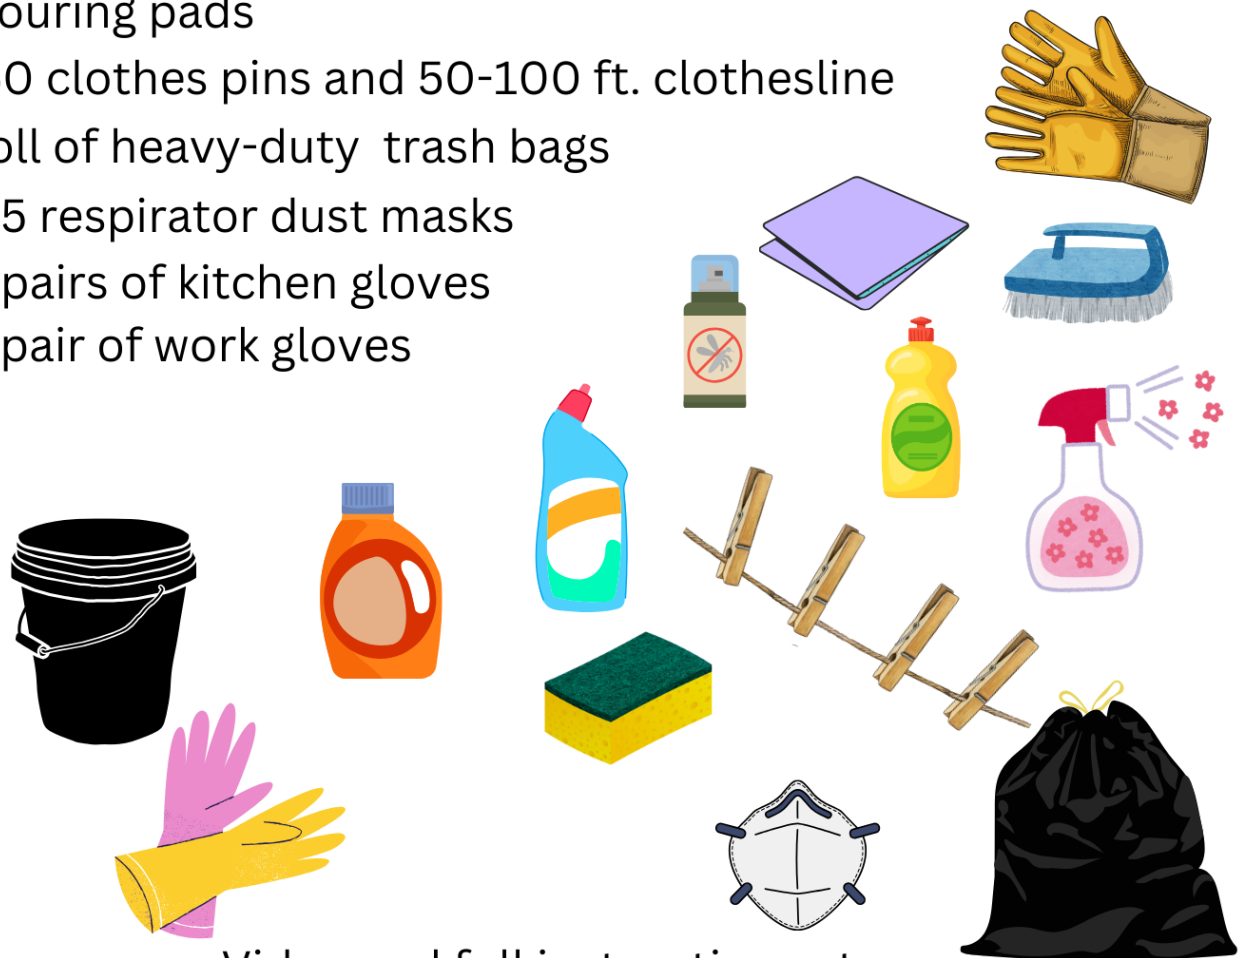 ouring pads
0 clothes pins and 50-100 ft. clothesline
oll of heavy-duty trash bags
5 respirator dust masks
pairs of kitchen gloves
pair of work gloves